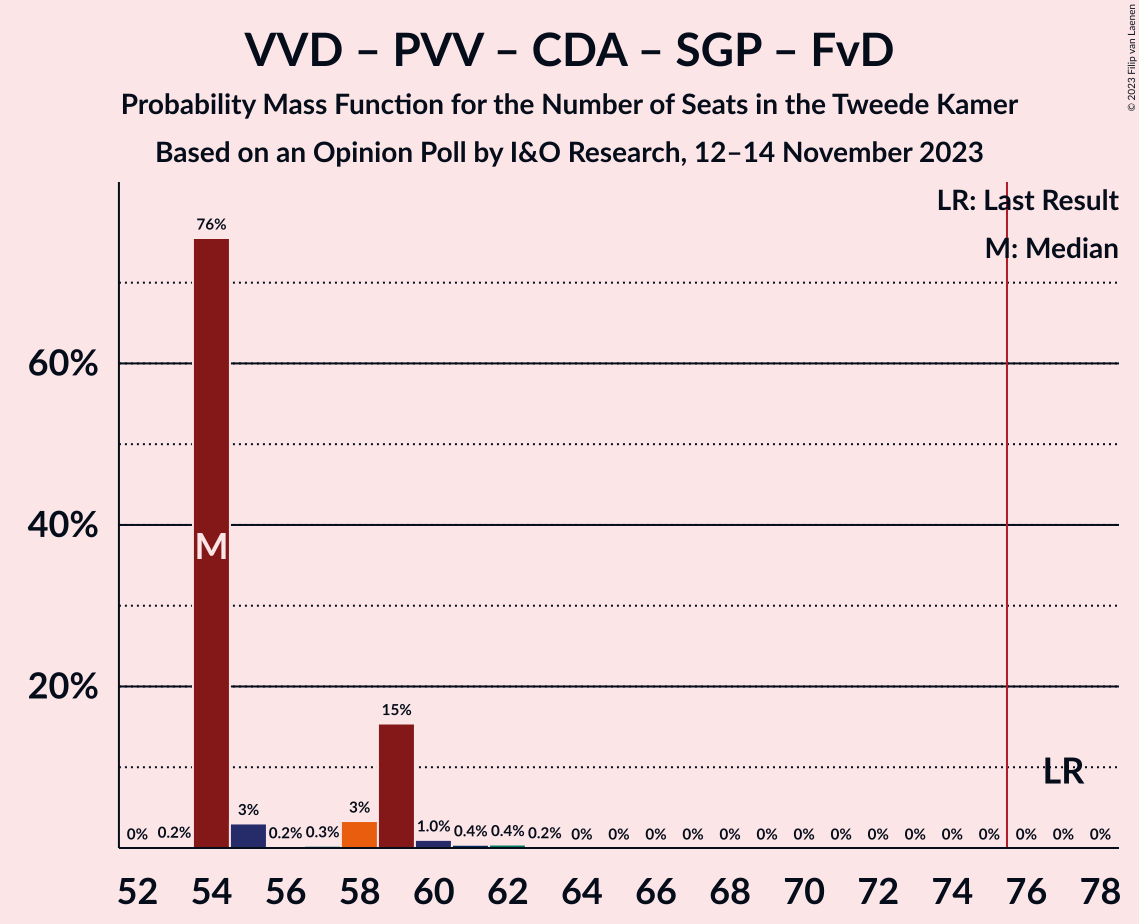 VVD – PVV – CDA – SGP – FvD
Probability Mass Function for the Number of Seats in the Tweede Kamer
Based on an Opinion Poll by I&O Research, 12–14 November 2023
© 2023 Filip van Laenen
LR: Last Result
M: Median
76%
60%
40%
M
20%
15%
LR
0% 0.2% 3% 0.2% 0.3% 3% 1.0% 0.4% 0.4% 0.2% 0% 0% 0% 0% 0% 0% 0% 0% 0% 0% 0% 0% 0% 0% 0%
52 54 56 58 60 62 64 66 68 70 72 74 76 78